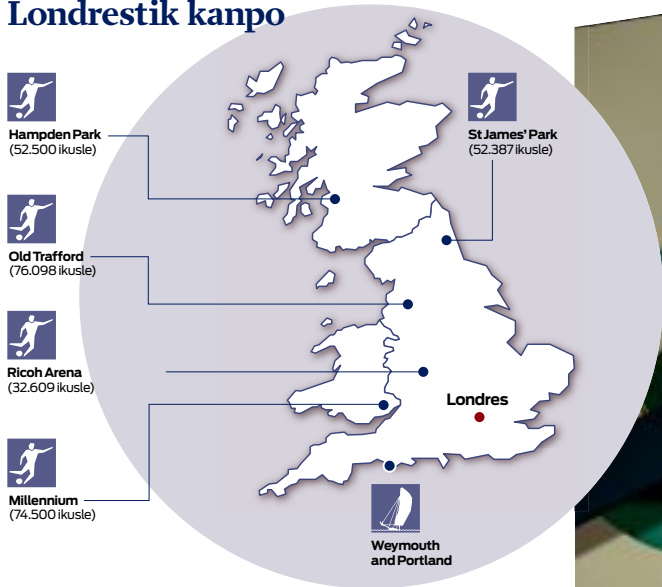 Londrestik kanpo
Hampden Park
(52.500 ikusle)
St James' Park
(52.387 ikusle)
Old Trafford
(76.098 ikusle)
Ricoh Arena
(32.609 ikusle)
Londres
Millennium
(74.500 ikusle)
Weymouth
and Portland